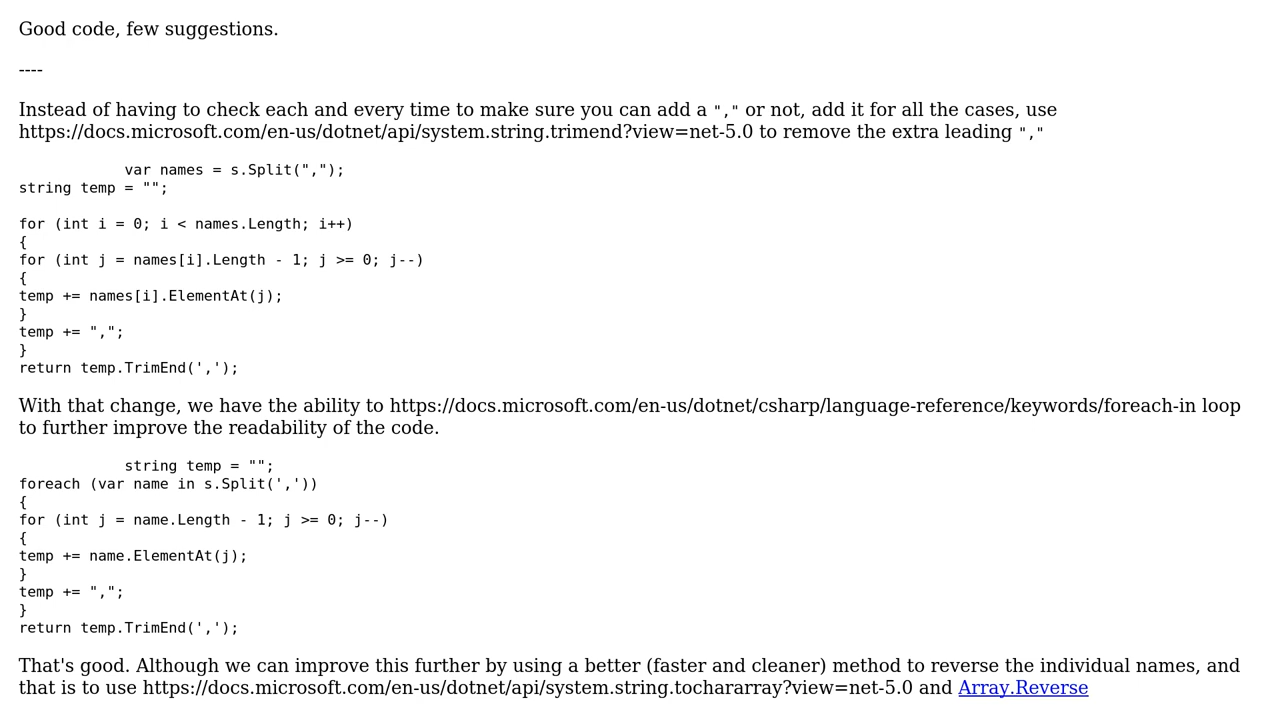 Good code, few suggestions.
----
Instead of having to check each and every time to make sure you can add a "," or not, add it for all the cases, use
https://docs.microsoft.com/en-us/dotnet/api/system.string.trimend?view=net-5.0 to remove the extra leading ","
var names = s.Split(",");
string temp = "";
for (int i = 0; i < names.Length; i++)
{
for (int j = names[i].Length - 1; j >= 0; j--)
{
temp += names[i].ElementAt(j);
}
temp += ",";
}
return temp.TrimEnd(',');
With that change, we have the ability to https://docs.microsoft.com/en-us/dotnet/csharp/language-reference/keywords/foreach-in loop
to further improve the readability of the code.
string temp = "";
foreach (var name in s.Split(','))
{
for (int j = name.Length - 1; j >= 0; j--)
{
temp += name.ElementAt(j);
}
temp += ",";
}
return temp.TrimEnd(',');
That's good. Although we can improve this further by using a better (faster and cleaner) method to reverse the individual names, and
that is to use https://docs.microsoft.com/en-us/dotnet/api/system.string.tochararray?view=net-5.0 and Array.Reverse